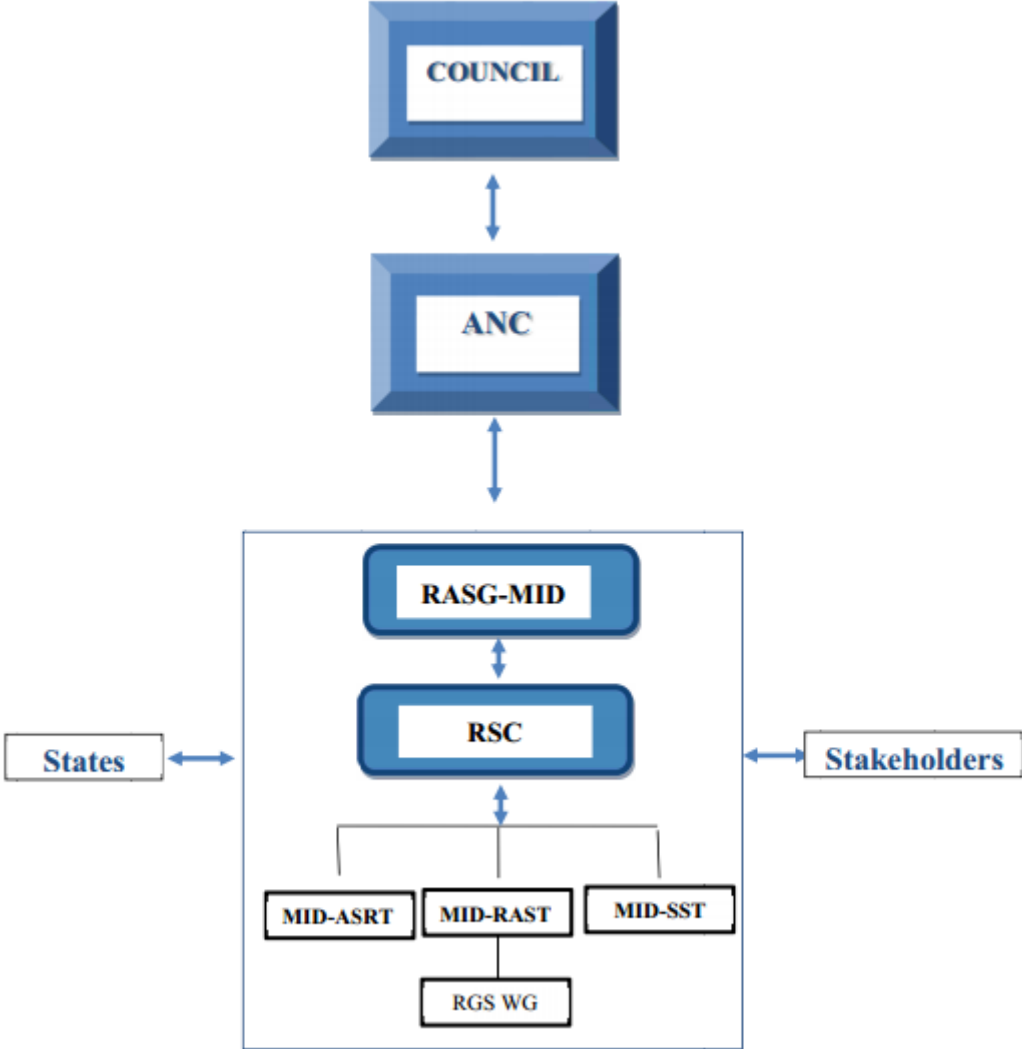 COUNCIL
ANC
RASG-MID
RSC
States
Stakeholders
MID-ASRT
MID-RAST
MID-SST
RGS WG